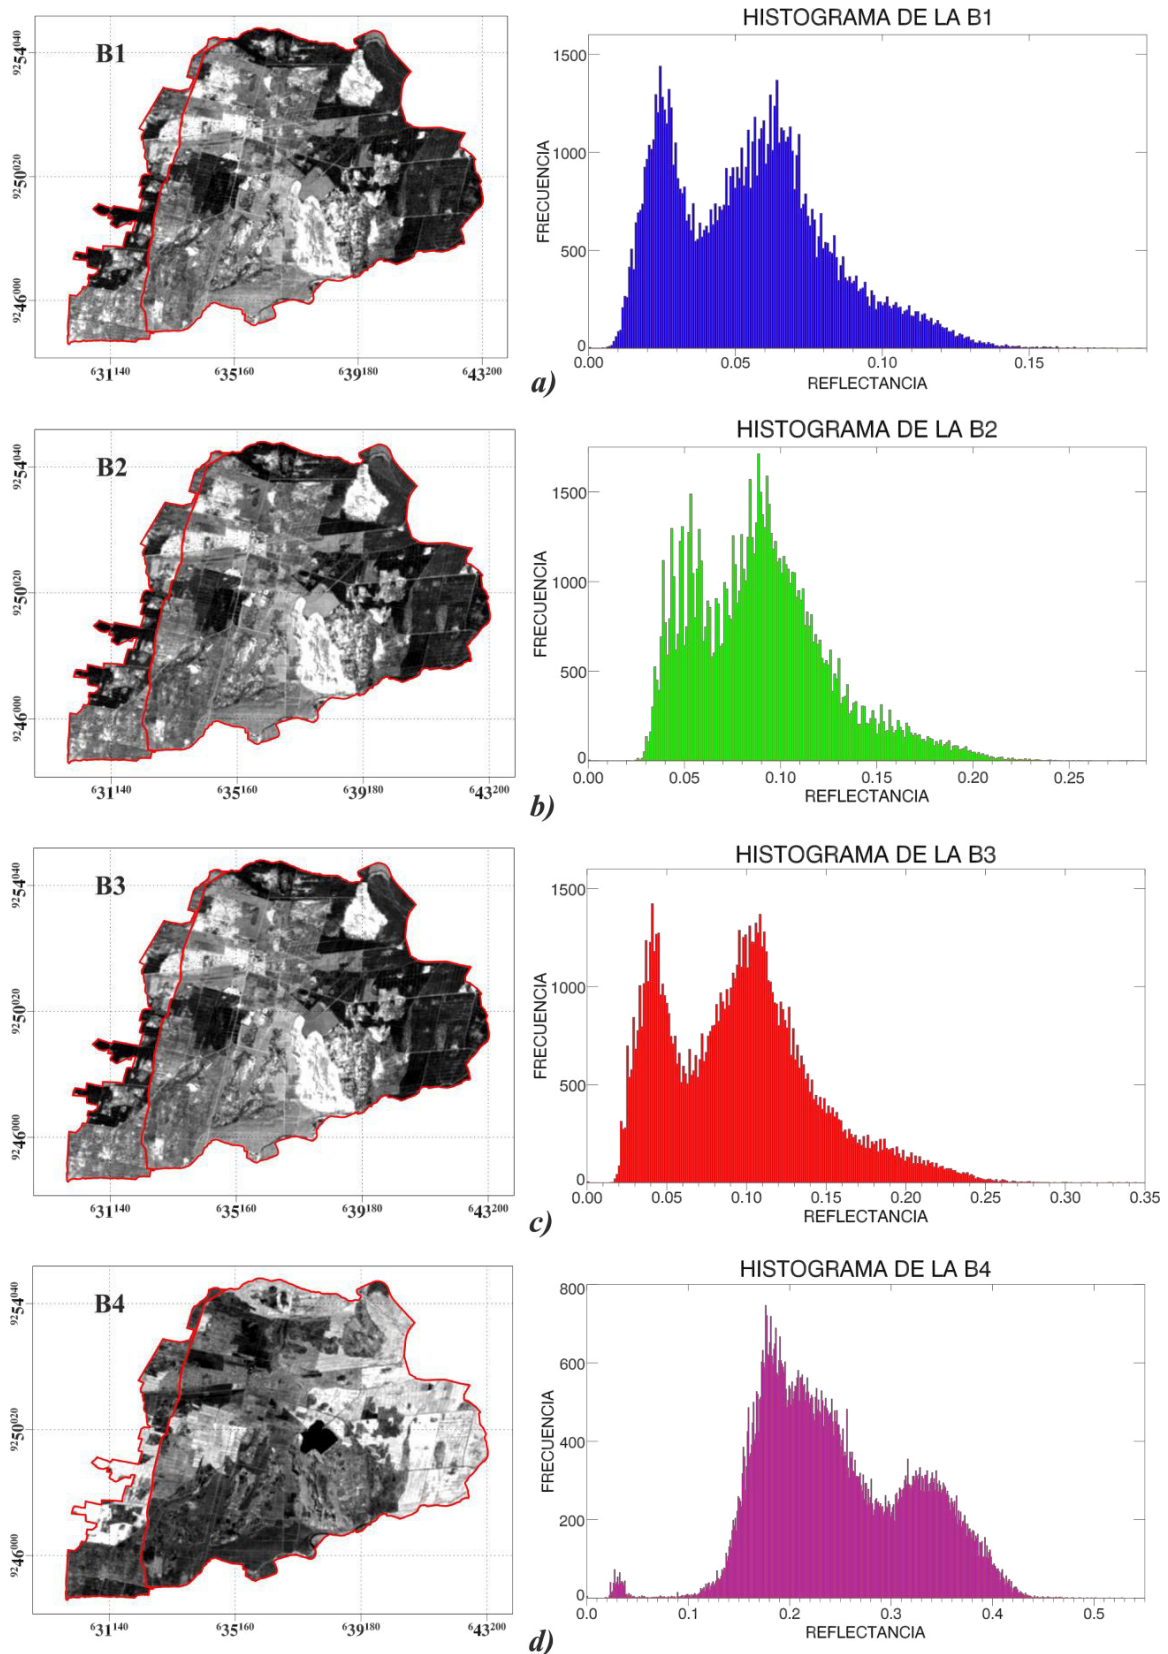 B1
9254040
9250020
9246000
631140 635160 639180 643200
HISTOGRAMA DE LA B1
FRECUENCIA
1500
1000
500
0
0.00 0.05 0.10 0.15
REFLECTANCIA
a)
B2
9254040
9250020
9246000
631140 635160 639180 643200
HISTOGRAMA DE LA B2
FRECUENCIA
1500
1000
500
0
0.00 0.05 0.10 0.15 0.20 0.25
REFLECTANCIA
b)
B3
9254040
9250020
9246000
631140 635160 639180 643200
HISTOGRAMA DE LA B3
FRECUENCIA
1500
1000
500
0
0.00 0.05 0.10 0.15 0.20 0.25 0.30 0.35
REFLECTANCIA
c)
B4
9254040
9250020
9246000
631140 635160 639180 643200
HISTOGRAMA DE LA B4
FRECUENCIA
800
600
400
200
0
0.0 0.1 0.2 0.3 0.4 0.5
REFLECTANCIA
d)